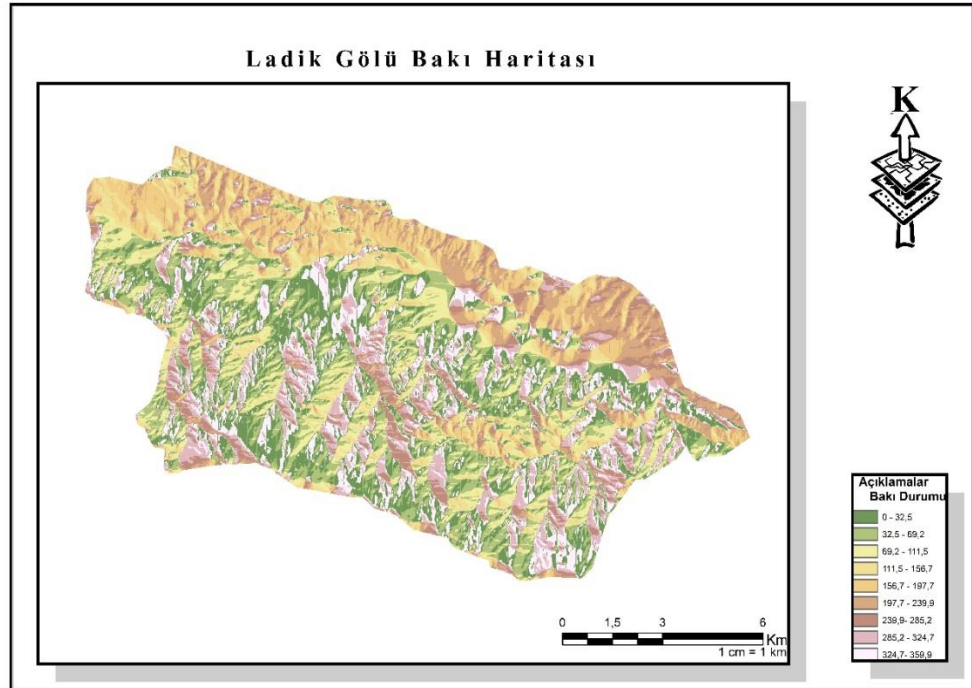 Ladik Gölü Bakı Haritası
K
Açıklamalar
Bakı Durumu
0 - 32,5
32,5 - 69,2
69,2 - 111,5
111,5 - 156,7
156,7 - 197,7
197,7 - 239,9
239,9- 285,2
285,2 - 324,7
324,7- 359,9
0 1,5 3 6
Km
1 cm = 1 km